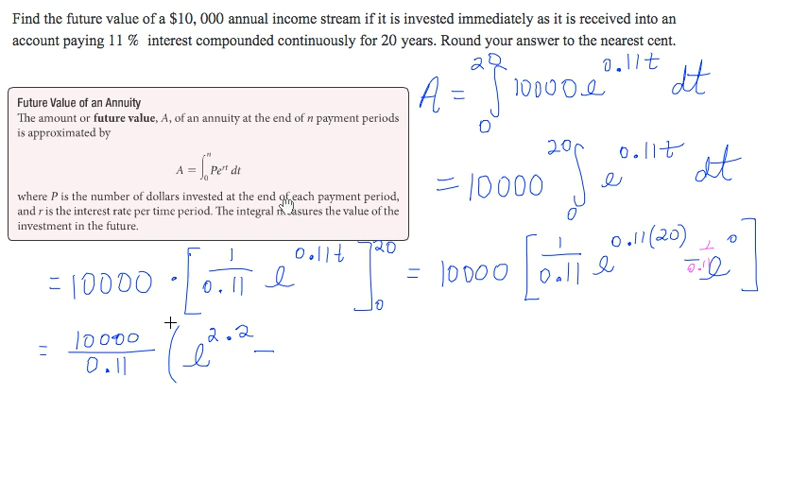 Find the future value of a $10, 000 annual income stream if it is invested immediately as it is received into an
account paying 11 % interest compounded continuously for 20 years. Round your answer to the nearest cent.
A = ∫₀²⁰ 10000e^{0.11t} dt
Future Value of an Annuity
The amount or future value, A, of an annuity at the end of n payment periods
is approximated by
A = ∫₀ⁿ Pe^{rt} dt
where P is the number of dollars invested at the end of each payment period,
and r is the interest rate per time period. The integral measures the value of the
investment in the future.
= 10000 ∫₀²⁰ e^{0.11t} dt
= 10000 · [1/0.11 e^{0.11t}]₀²⁰ = 10000 [1/0.11 e^{0.11(20)} - 1/0.11 e^0]
= 10000/0.11 (e^{2.2} -